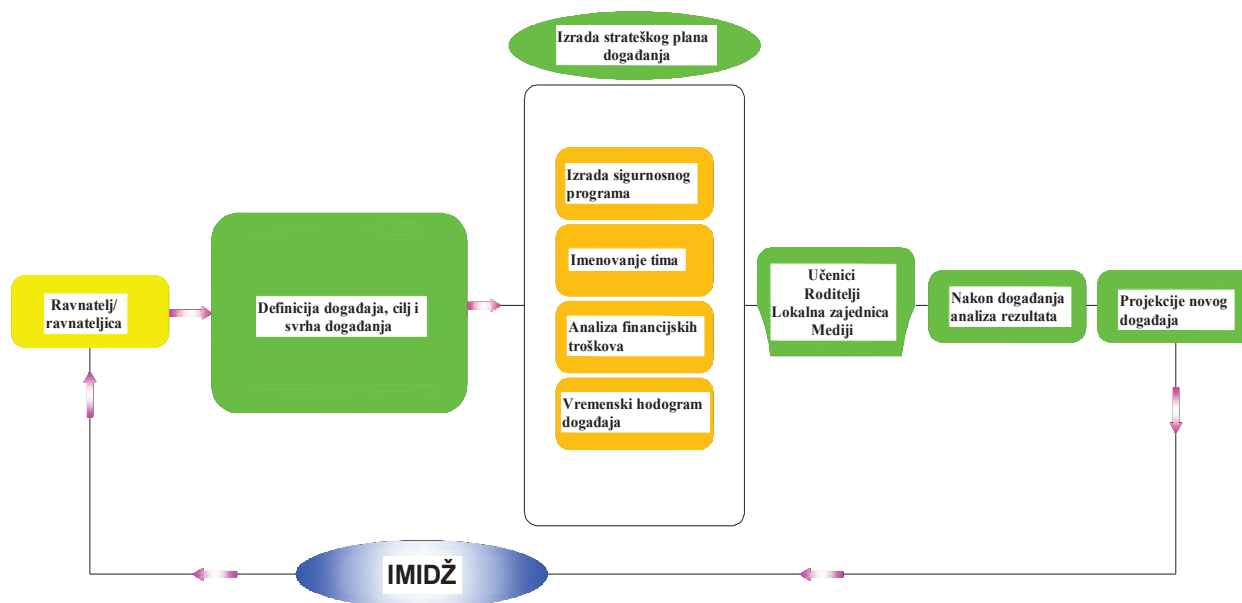 Izrada strateškog plana
događanja
Izrada sigurnosnog
programa
Imenovanje tima
Analiza financijskih
troškova
Vremenski hodogram
događaja
Ravnatelj/
ravnateljica
Definicija događaja, cilj i
svrha događanja
Učenici
Roditelji
Lokalna zajednica
Mediji
Nakon događanja
analiza rezultata
Projekcije novog
događaja
IMIDŽ